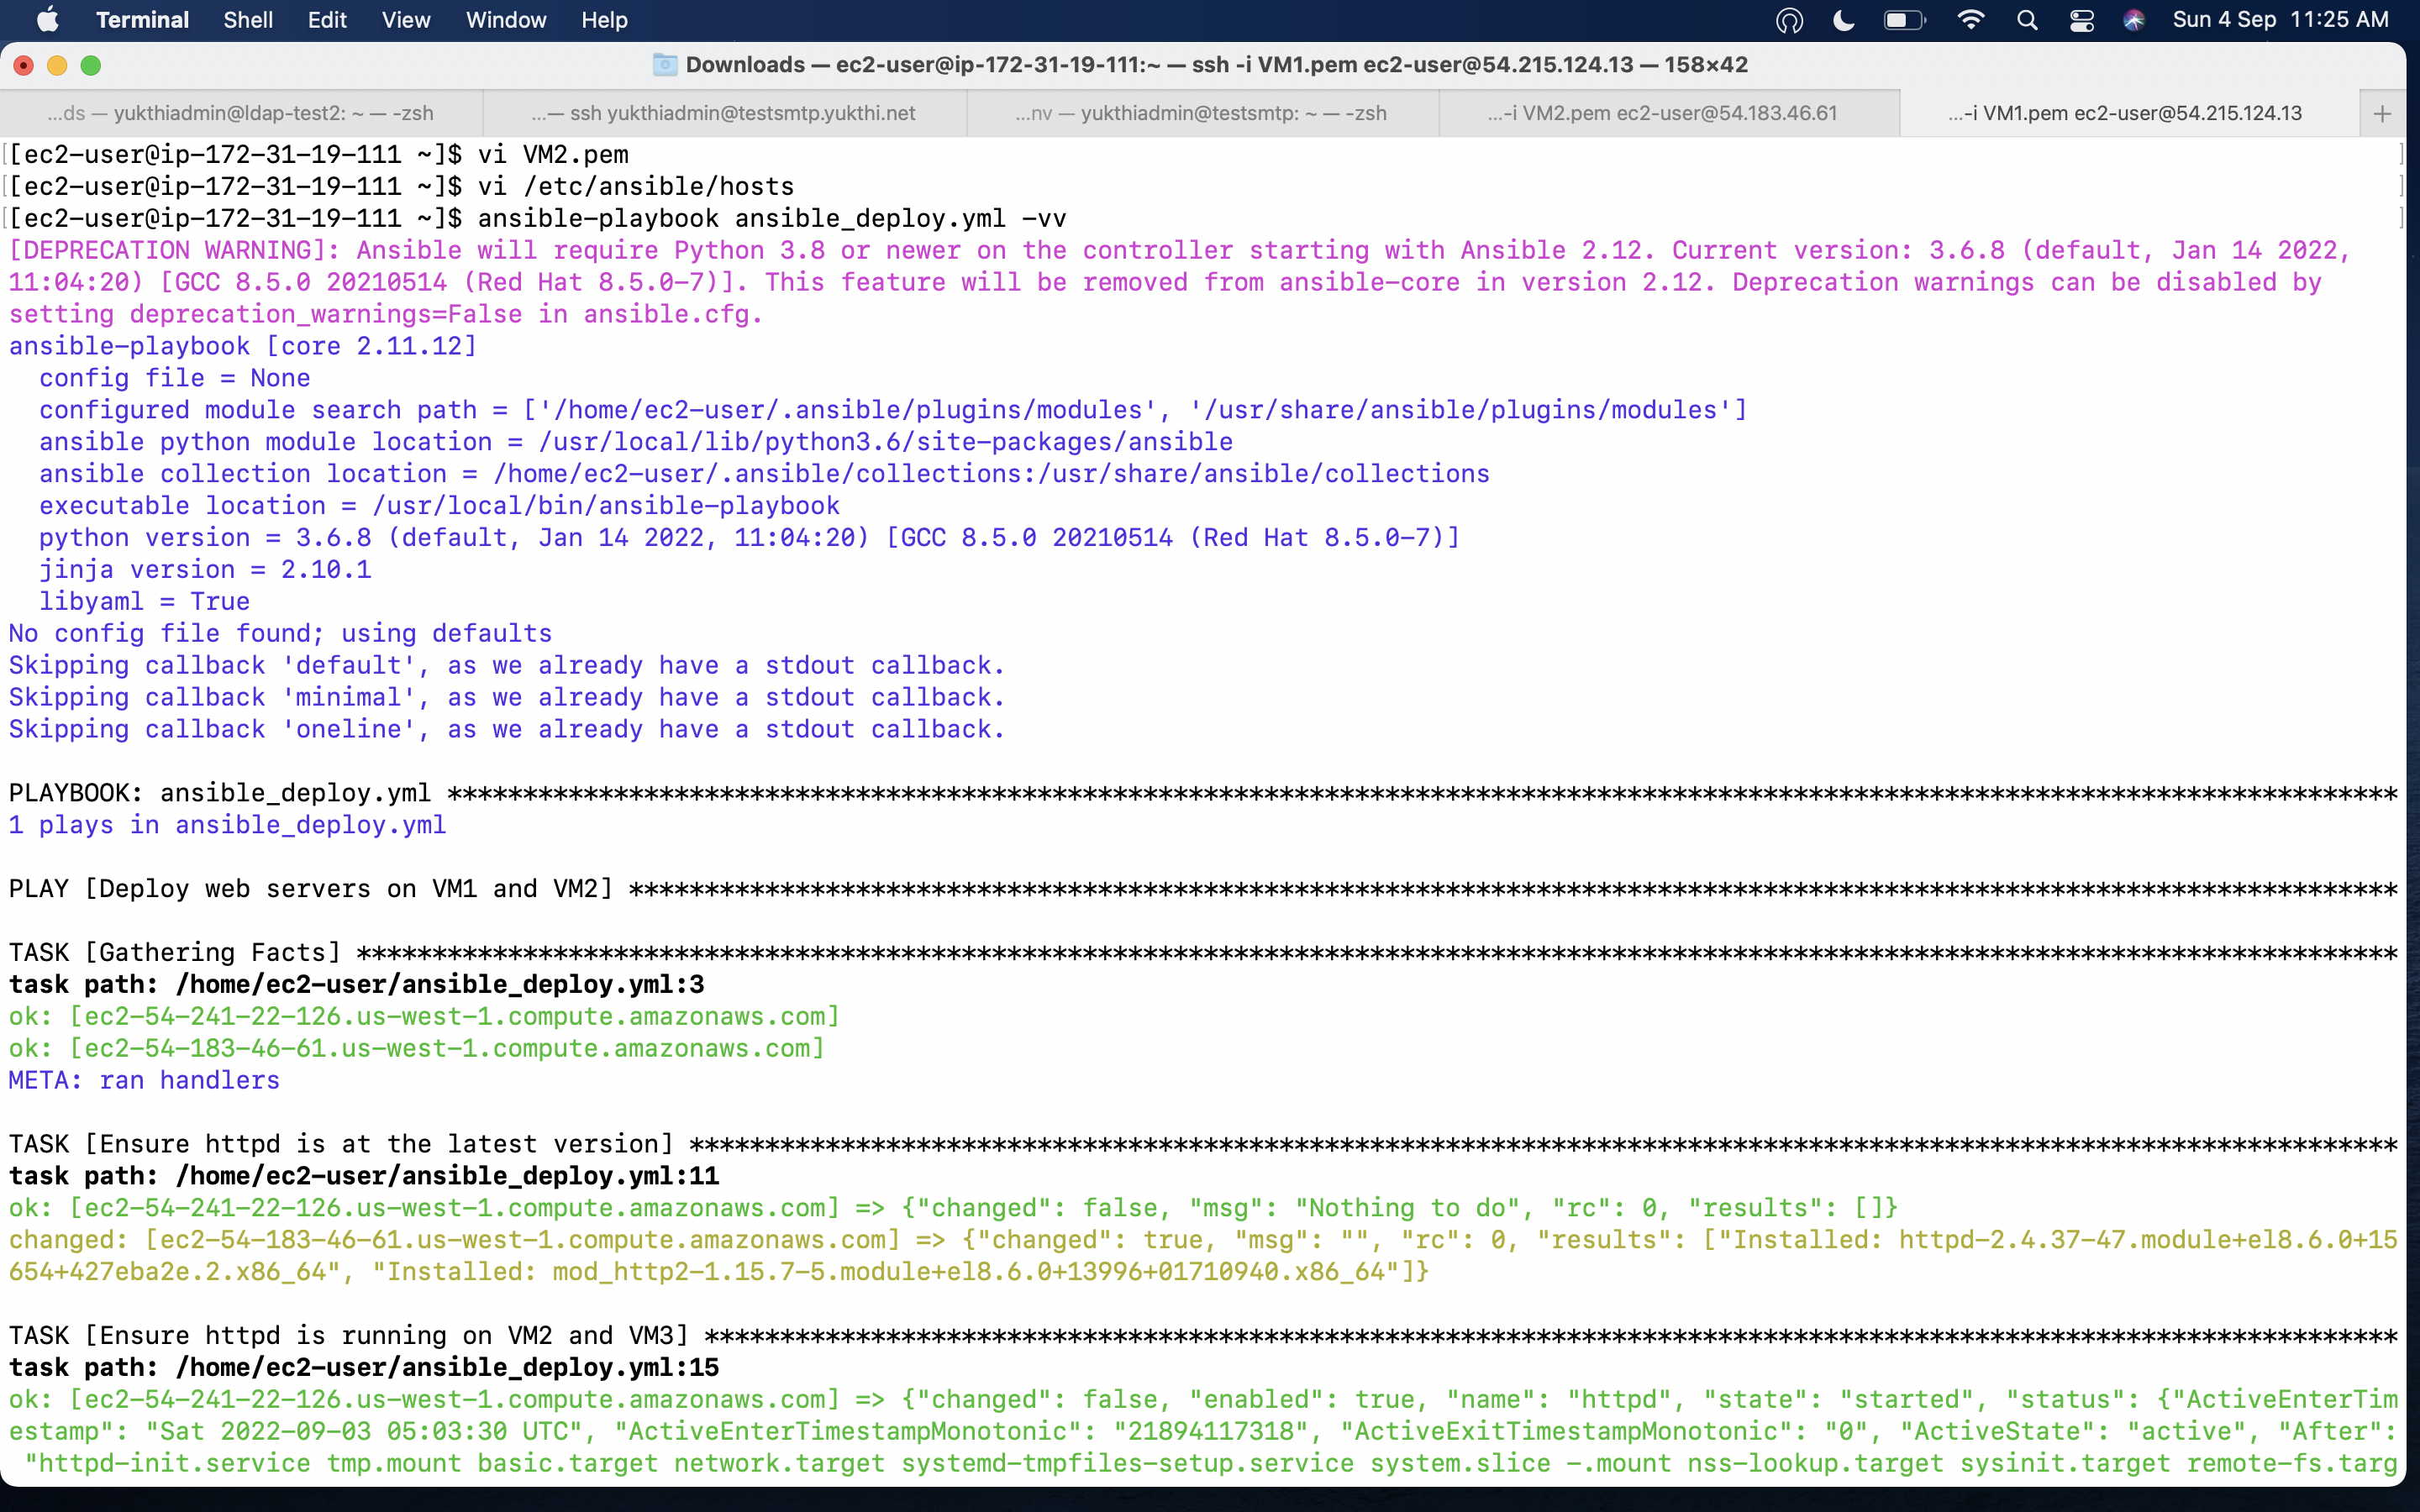 Terminal Shell Edit View Window Help Sun 4 Sep 11:25 AM
Downloads — ec2-user@ip-172-31-19-111:~ — ssh -i VM1.pem ec2-user@54.215.124.13 — 158×42
...ds — yukthiadmin@ldap-test2: ~ — -zsh ...— ssh yukthiadmin@testsmtp.yukthi.net ...nv — yukthiadmin@testsmtp: ~ — -zsh ...-i VM2.pem ec2-user@54.183.46.61 ...-i VM1.pem ec2-user@54.215.124.13 +
[[ec2-user@ip-172-31-19-111 ~]$ vi VM2.pem ]
[[ec2-user@ip-172-31-19-111 ~]$ vi /etc/ansible/hosts ]
[[ec2-user@ip-172-31-19-111 ~]$ ansible-playbook ansible_deploy.yml -vv ]
[DEPRECATION WARNING]: Ansible will require Python 3.8 or newer on the controller starting with Ansible 2.12. Current version: 3.6.8 (default, Jan 14 2022,
11:04:20) [GCC 8.5.0 20210514 (Red Hat 8.5.0-7)]. This feature will be removed from ansible-core in version 2.12. Deprecation warnings can be disabled by
setting deprecation_warnings=False in ansible.cfg.
ansible-playbook [core 2.11.12]
  config file = None
  configured module search path = ['/home/ec2-user/.ansible/plugins/modules', '/usr/share/ansible/plugins/modules']
  ansible python module location = /usr/local/lib/python3.6/site-packages/ansible
  ansible collection location = /home/ec2-user/.ansible/collections:/usr/share/ansible/collections
  executable location = /usr/local/bin/ansible-playbook
  python version = 3.6.8 (default, Jan 14 2022, 11:04:20) [GCC 8.5.0 20210514 (Red Hat 8.5.0-7)]
  jinja version = 2.10.1
  libyaml = True
No config file found; using defaults
Skipping callback 'default', as we already have a stdout callback.
Skipping callback 'minimal', as we already have a stdout callback.
Skipping callback 'oneline', as we already have a stdout callback.
PLAYBOOK: ansible_deploy.yml *********************************************************************************************************************************
1 plays in ansible_deploy.yml
PLAY [Deploy web servers on VM1 and VM2] *********************************************************************************************************************
TASK [Gathering Facts] ***************************************************************************************************************************************
task path: /home/ec2-user/ansible_deploy.yml:3
ok: [ec2-54-241-22-126.us-west-1.compute.amazonaws.com]
ok: [ec2-54-183-46-61.us-west-1.compute.amazonaws.com]
META: ran handlers
TASK [Ensure httpd is at the latest version] *****************************************************************************************************************
task path: /home/ec2-user/ansible_deploy.yml:11
ok: [ec2-54-241-22-126.us-west-1.compute.amazonaws.com] => {"changed": false, "msg": "Nothing to do", "rc": 0, "results": []}
changed: [ec2-54-183-46-61.us-west-1.compute.amazonaws.com] => {"changed": true, "msg": "", "rc": 0, "results": ["Installed: httpd-2.4.37-47.module+el8.6.0+15
654+427eba2e.2.x86_64", "Installed: mod_http2-1.15.7-5.module+el8.6.0+13996+01710940.x86_64"]}
TASK [Ensure httpd is running on VM2 and VM3] ****************************************************************************************************************
task path: /home/ec2-user/ansible_deploy.yml:15
ok: [ec2-54-241-22-126.us-west-1.compute.amazonaws.com] => {"changed": false, "enabled": true, "name": "httpd", "state": "started", "status": {"ActiveEnterTim
estamp": "Sat 2022-09-03 05:03:30 UTC", "ActiveEnterTimestampMonotonic": "21894117318", "ActiveExitTimestampMonotonic": "0", "ActiveState": "active", "After":
 "httpd-init.service tmp.mount basic.target network.target systemd-tmpfiles-setup.service system.slice -.mount nss-lookup.target sysinit.target remote-fs.targ